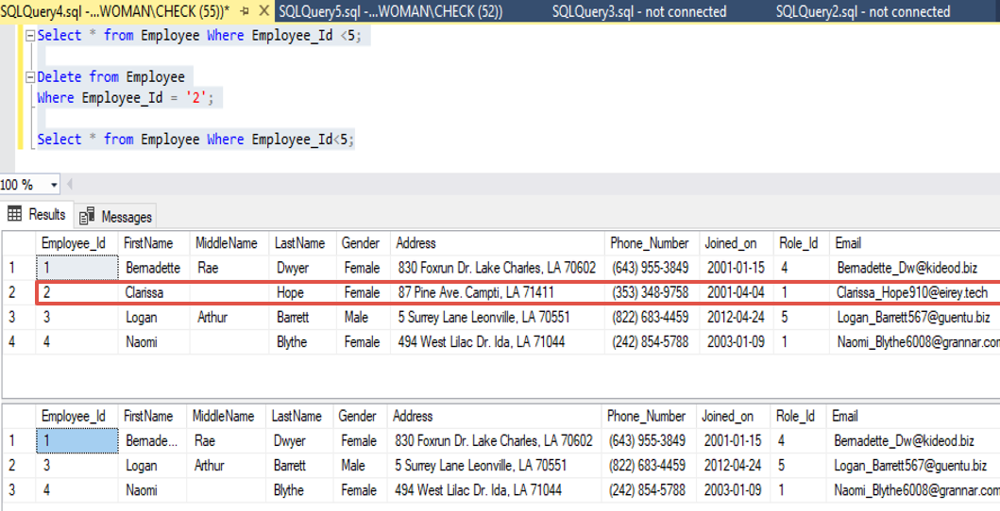 SQLQuery4.sql -...WOMAN\CHECK (55))* SQLQuery5.sql -...WOMAN\CHECK (52)) SQLQuery3.sql - not connected SQLQuery2.sql - not connected
Select * from Employee Where Employee_Id <5;
Delete from Employee
Where Employee_Id = '2';
Select * from Employee Where Employee_Id<5;
100 %
Results Messages
Employee_Id FirstName MiddleName LastName Gender Address Phone_Number Joined_on Role_Id Email
1 1 Bernadette Rae Dwyer Female 830 Foxrun Dr. Lake Charles, LA 70602 (643) 955-3849 2001-01-15 4 Bernadette_Dw@kideod.biz
2 2 Clarissa Hope Female 87 Pine Ave. Campti, LA 71411 (353) 348-9758 2001-04-04 1 Clarissa_Hope910@eirey.tech
3 3 Logan Arthur Barrett Male 5 Surrey Lane Leonville, LA 70551 (822) 683-4459 2012-04-24 5 Logan_Barrett567@guentu.biz
4 4 Naomi Blythe Female 494 West Lilac Dr. Ida, LA 71044 (242) 854-5788 2003-01-09 1 Naomi_Blythe6008@grannar.com
Employee_Id FirstName MiddleName LastName Gender Address Phone_Number Joined_on Role_Id Email
1 1 Bernade... Rae Dwyer Female 830 Foxrun Dr. Lake Charles, LA 70602 (643) 955-3849 2001-01-15 4 Bernadette_Dw@kideod.biz
2 3 Logan Arthur Barrett Male 5 Surrey Lane Leonville, LA 70551 (822) 683-4459 2012-04-24 5 Logan_Barrett567@guentu.biz
3 4 Naomi Blythe Female 494 West Lilac Dr. Ida, LA 71044 (242) 854-5788 2003-01-09 1 Naomi_Blythe6008@grannar.com